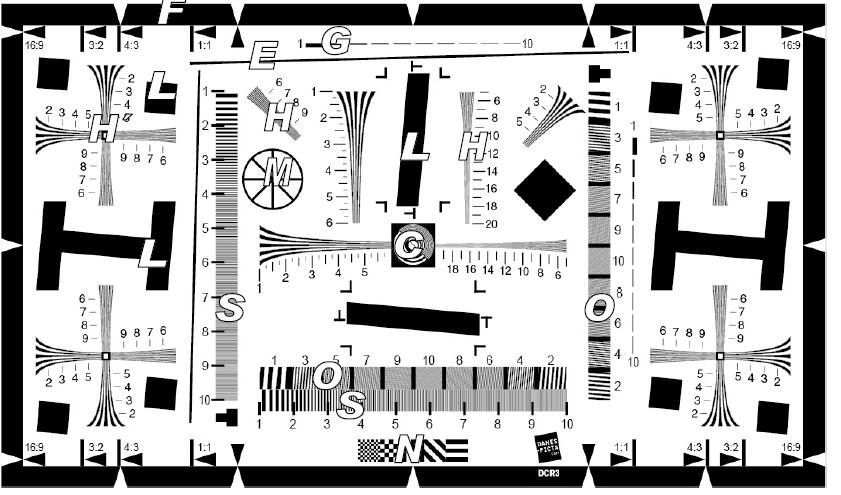 F
16:9 3:2 4:3 1:1 E 1 G 10 1:1 4:3 3:2 16:9
L 2 3 4 5 6 7 8 9
2 3 4 5 H 9 8 7 6
9 8 7 6
1 2 3 4 5 6 7 8 9 10
S
6 7 8 9 H
M
1 2 3 4 5 6
L
H 6 8 10 12 14 16 18 20
5 4 3 2
1 3 5 7 9 10 8 6 4 2
O
1 10
2 3 4 5
6 7 8 9
9 8 7 6
L
G
1 2 3 4 5 18 16 14 12 10 8 6
6 7 8 9
9 8 7 6
2 3 4 5
5 4 3 2
1 3 5 7 9 10 8 6 4 2
O
S
1 2 3 4 5 6 7 8 9 10
N
DANES
-PICTA
.COM
16:9 3:2 4:3 1:1 1:1 4:3 3:2 16:9
DCR3